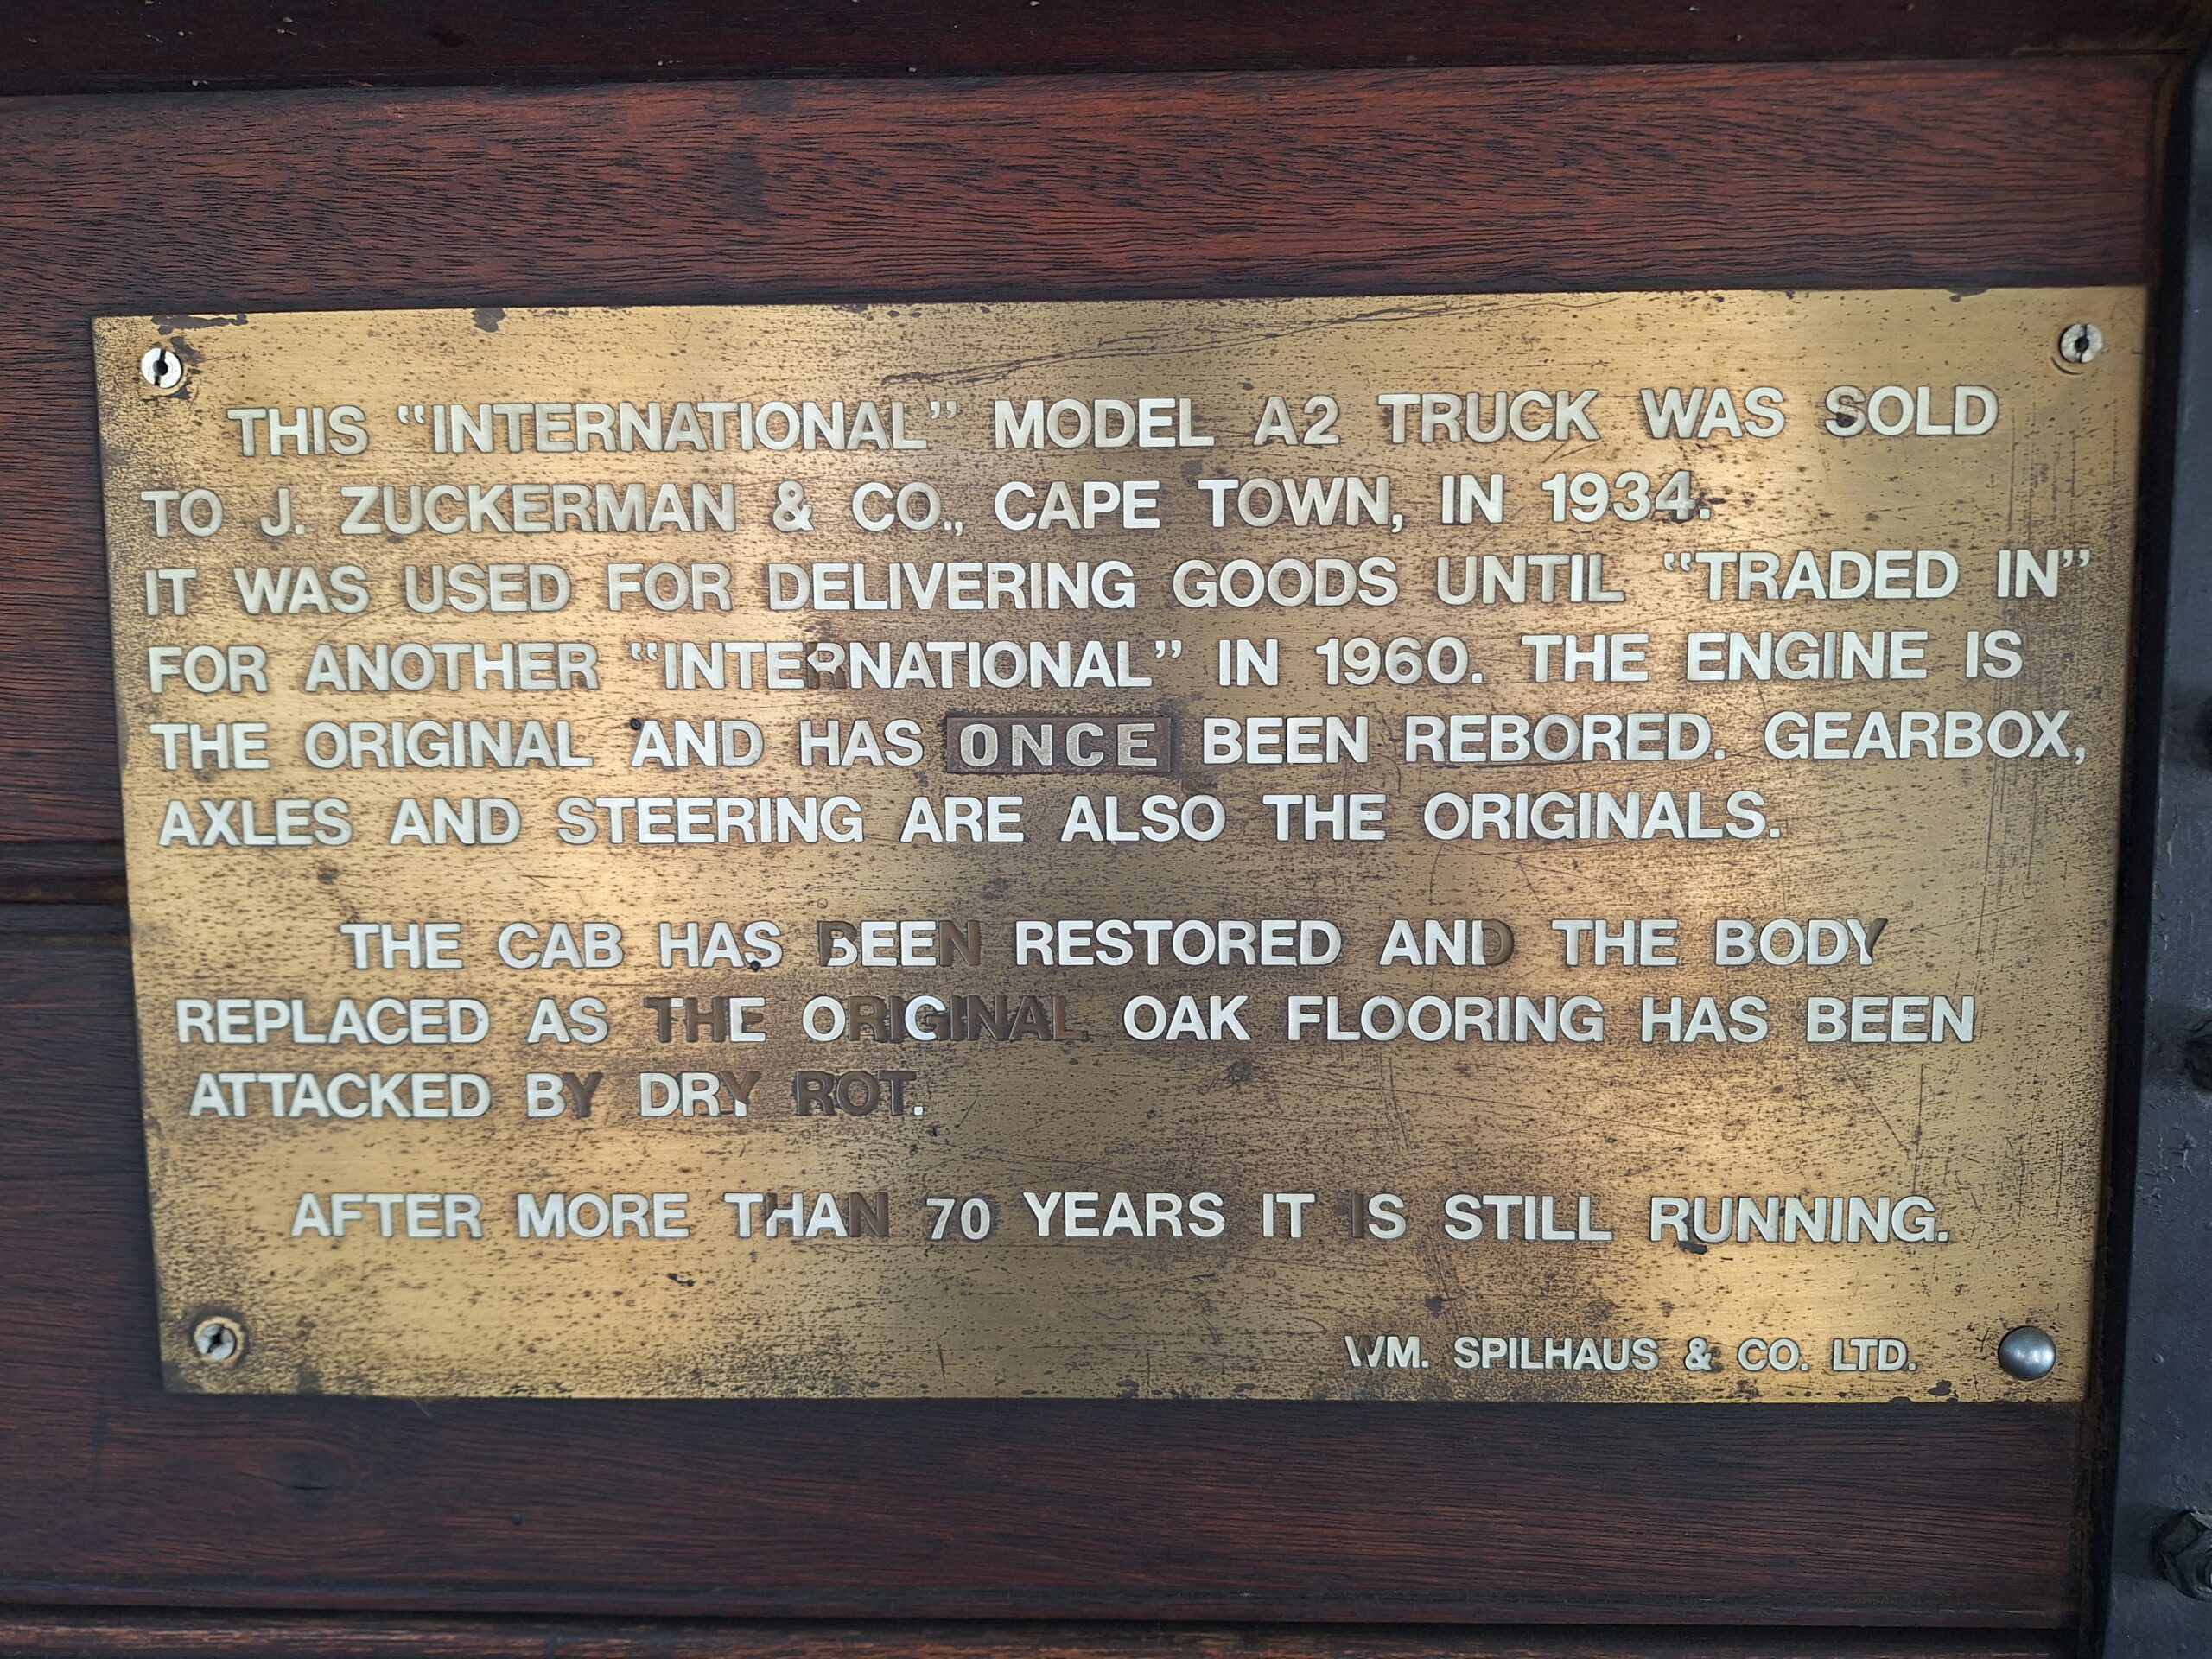 THIS “INTERNATIONAL” MODEL A2 TRUCK WAS SOLD
TO J. ZUCKERMAN & CO., CAPE TOWN, IN 1934.
IT WAS USED FOR DELIVERING GOODS UNTIL “TRADED IN”
FOR ANOTHER “INTERNATIONAL” IN 1960. THE ENGINE IS
THE ORIGINAL AND HAS ONCE BEEN REBORED. GEARBOX,
AXLES AND STEERING ARE ALSO THE ORIGINALS.
THE CAB HAS BEEN RESTORED AND THE BODY
REPLACED AS THE ORIGINAL OAK FLOORING HAS BEEN
ATTACKED BY DRY ROT.
AFTER MORE THAN 70 YEARS IT IS STILL RUNNING.
WM. SPILHAUS & CO. LTD.